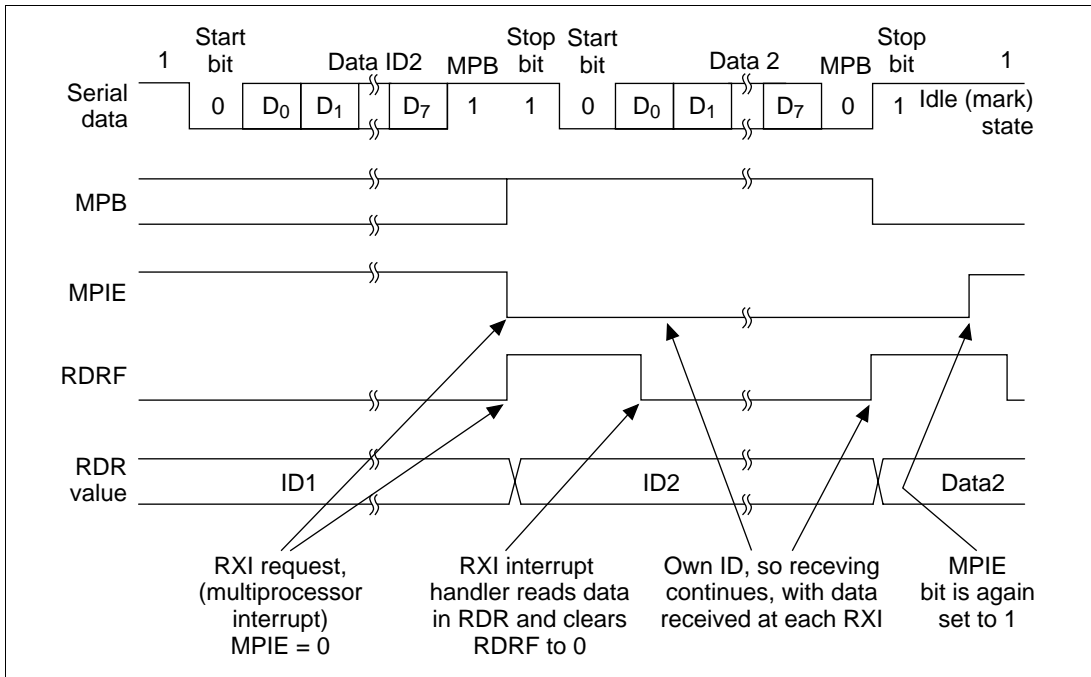 1 Start bit Data ID2 MPB Stop bit Start bit Data 2 MPB Stop bit 1
Serial data 0 D0 D1 D7 1 1 0 D0 D1 D7 0 1 Idle (mark) state
MPB
MPIE
RDRF
RDR value ID1 ID2 Data2
RXI request,
(multiprocessor
interrupt)
MPIE = 0
RXI interrupt
handler reads data
in RDR and clears
RDRF to 0
Own ID, so receving
continues, with data
received at each RXI
MPIE
bit is again
set to 1